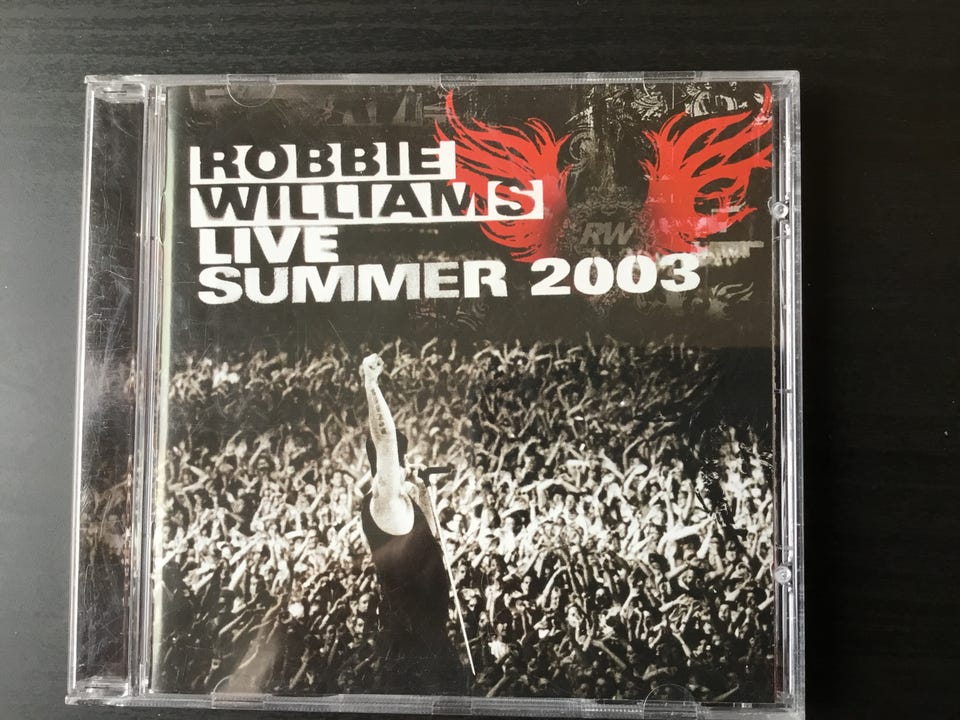 ROBBIE
WILLIAMS
LIVE
SUMMER 2003
RW